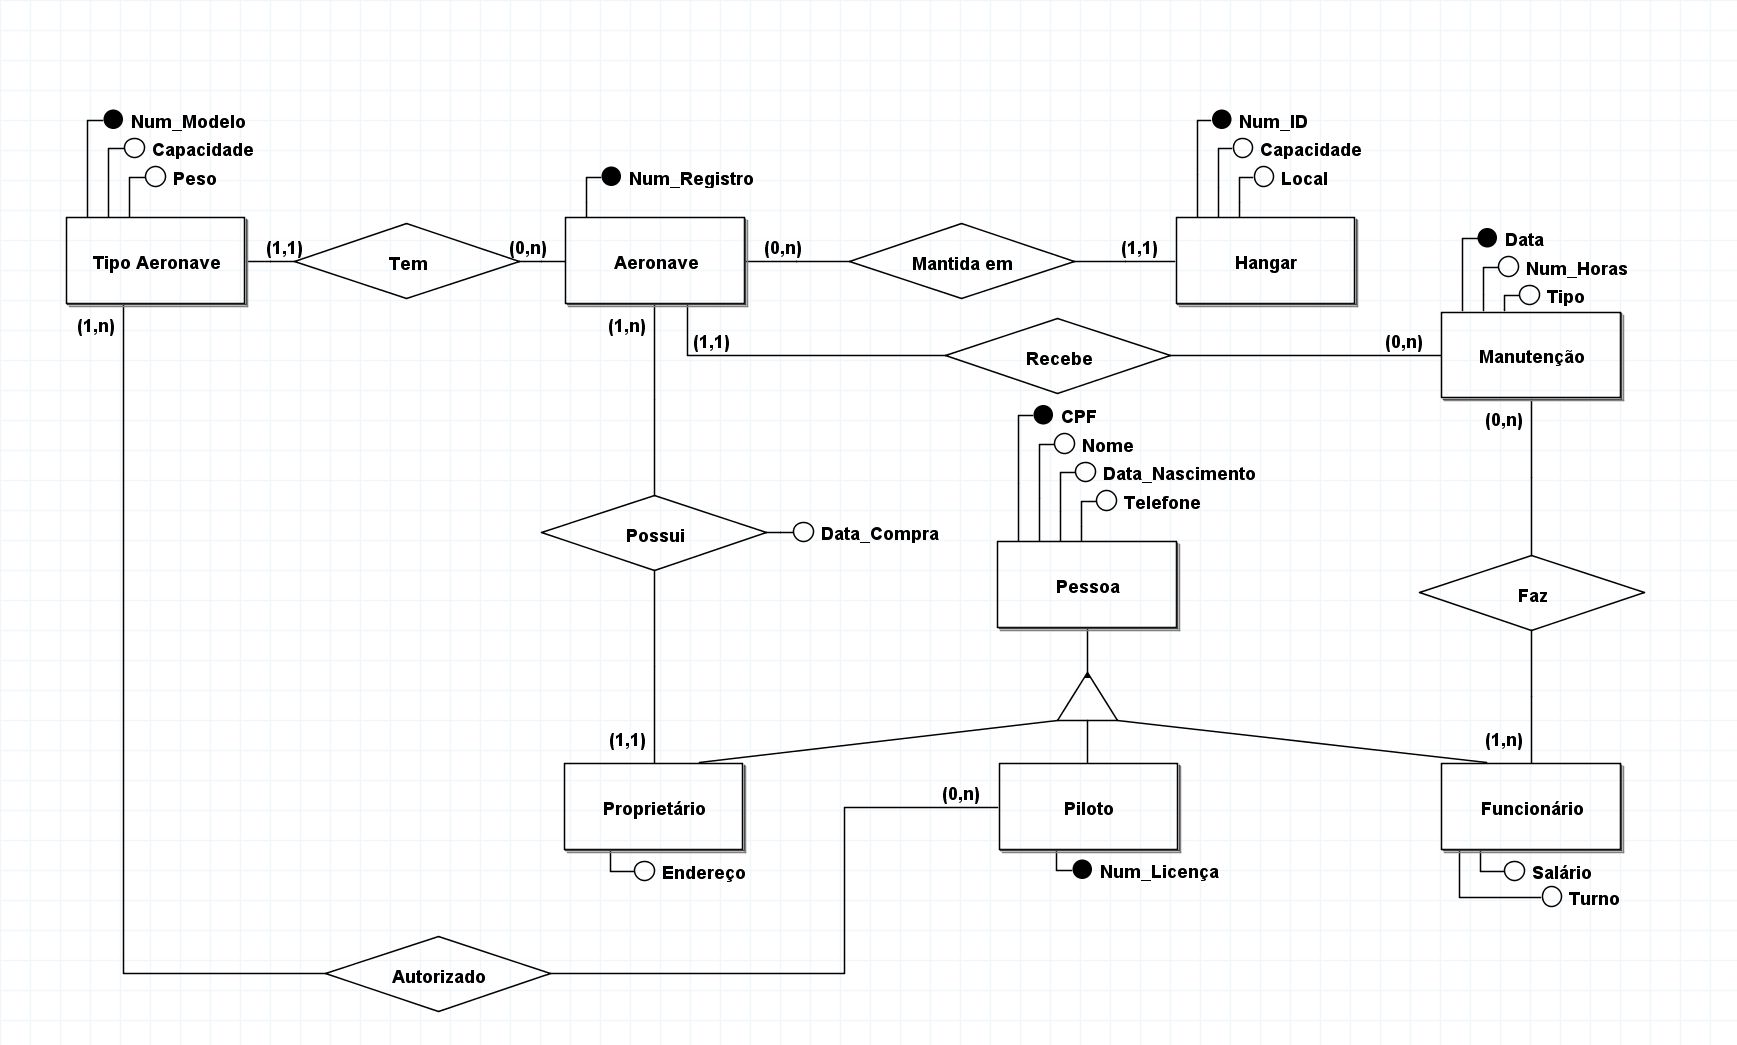 Num_Modelo
Capacidade
Peso
Num_Registro
Num_ID
Capacidade
Local
Data
Num_Horas
Tipo
Tipo Aeronave
(1,1)
Tem
(0,n)
Aeronave
(0,n)
Mantida em
(1,1)
Hangar
(1,n)
(1,n)
(1,1)
Recebe
(0,n)
Manutenção
(0,n)
CPF
Nome
Data_Nascimento
Telefone
Possui
Data_Compra
Pessoa
Faz
(1,1)
(1,n)
Proprietário
(0,n)
Piloto
Funcionário
Endereço
Num_Licença
Salário
Turno
Autorizado